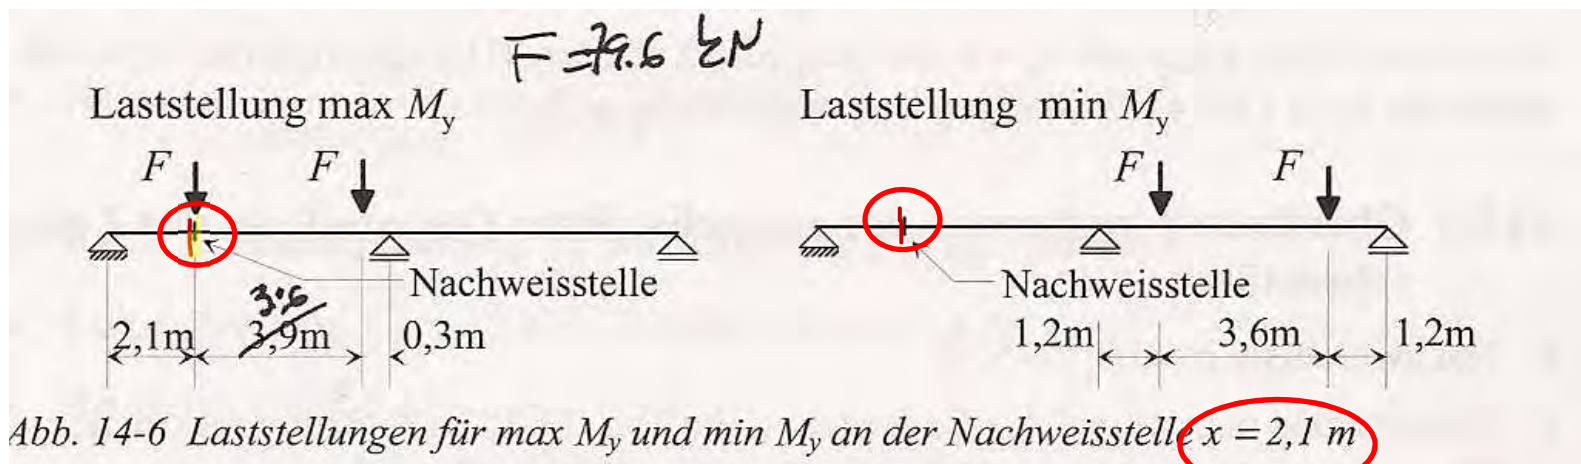 F = 79.6 kN
Laststellung max My
Laststellung min My
F
F
F
F
Nachweisstelle
Nachweisstelle
3.6
2,1m
3,9m
0,3m
1,2m
3,6m
1,2m
Abb. 14-6 Laststellungen für max My und min My an der Nachweisstelle x = 2,1 m